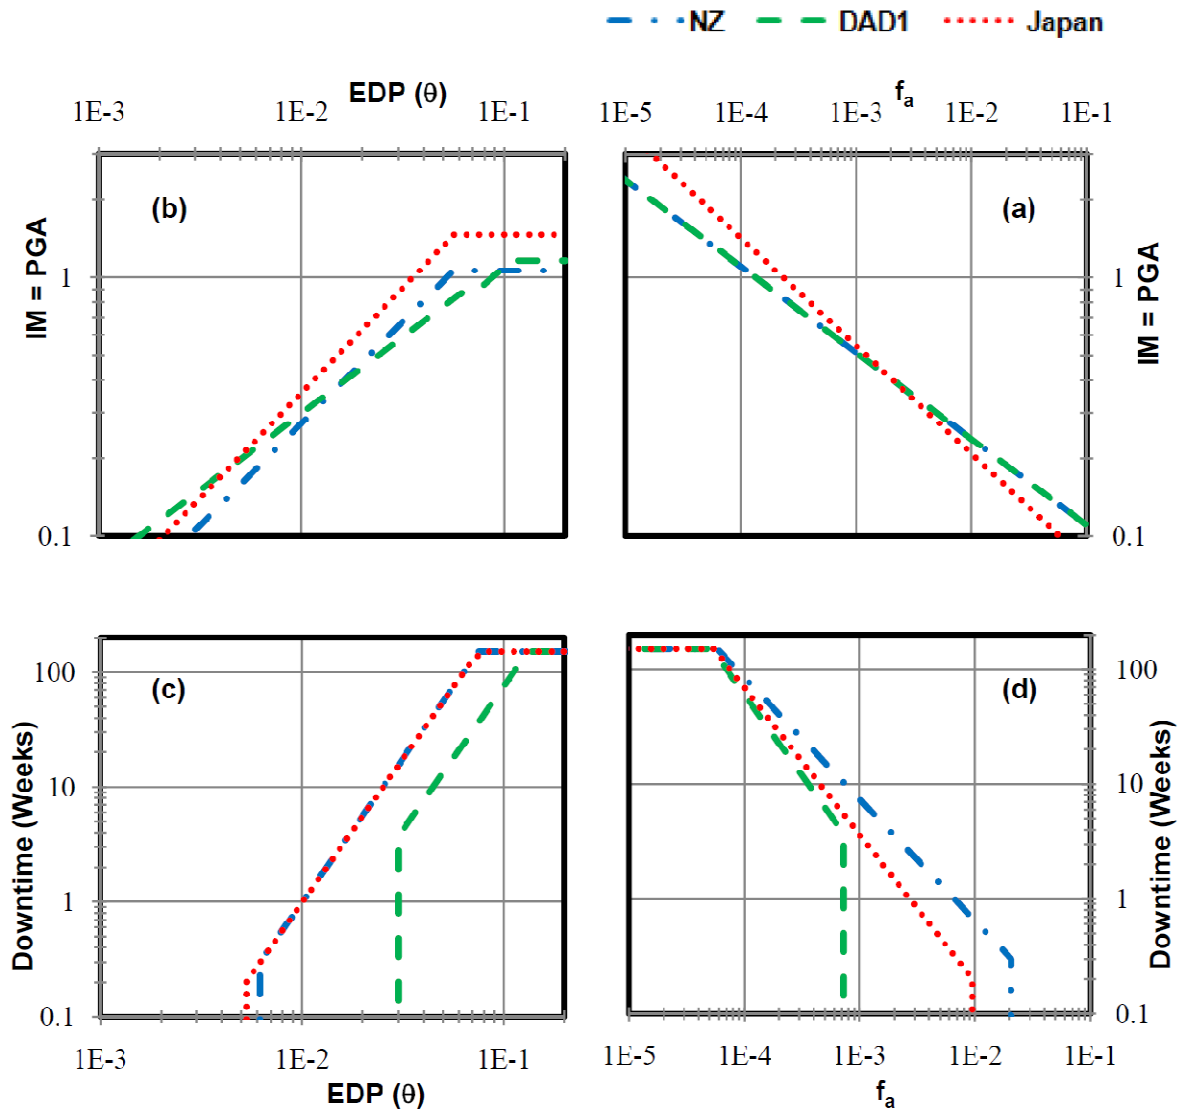 NZ DAD1 Japan
EDP (θ)
1E-3 1E-2 1E-1
f a
1E-5 1E-4 1E-3 1E-2 1E-1
(b)
IM = PGA
1
0.1
(a)
IM = PGA
1
0.1
(c)
Downtime (Weeks)
100
10
1
0.1
1E-3 1E-2 1E-1
EDP (θ)
(d)
Downtime (Weeks)
100
10
1
0.1
1E-5 1E-4 1E-3 1E-2 1E-1
f a